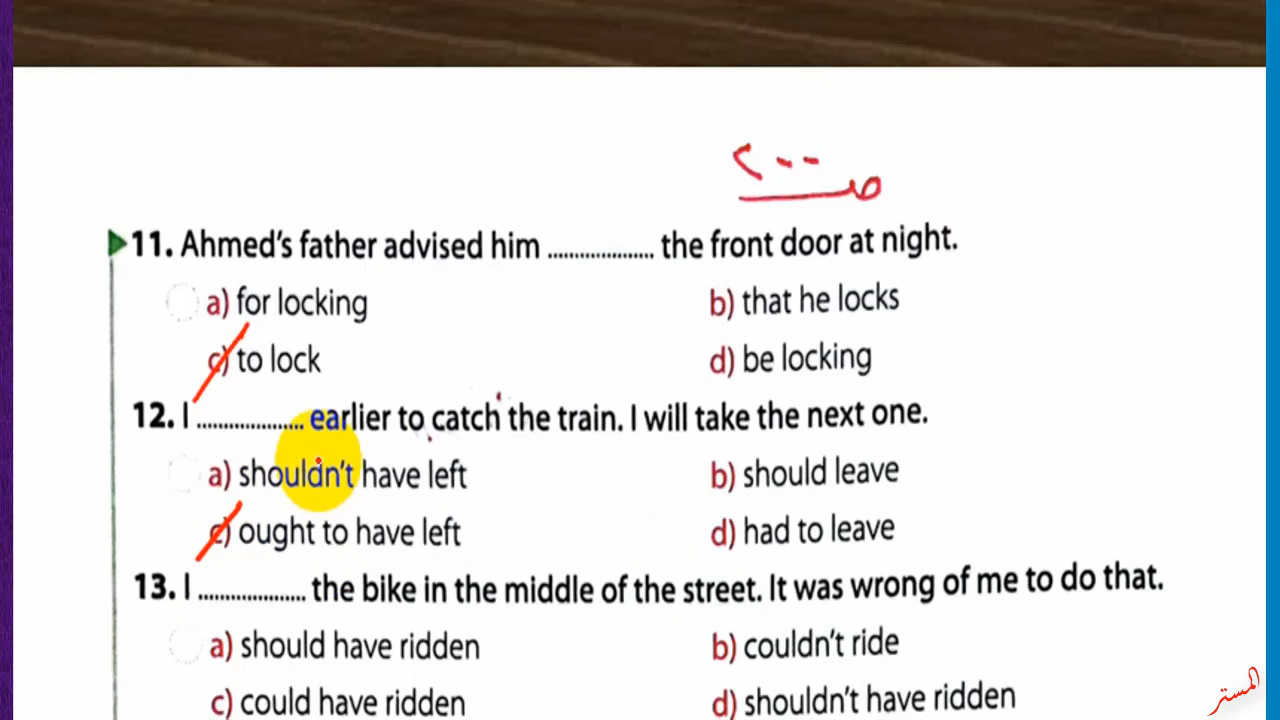 11. Ahmed's father advised him .................... the front door at night.
a) for locking b) that he locks
c) to lock d) be locking
12. I .................... earlier to catch the train. I will take the next one.
a) shouldn't have left b) should leave
c) ought to have left d) had to leave
13. I .................... the bike in the middle of the street. It was wrong of me to do that.
a) should have ridden b) couldn't ride
c) could have ridden d) shouldn't have ridden
المستر